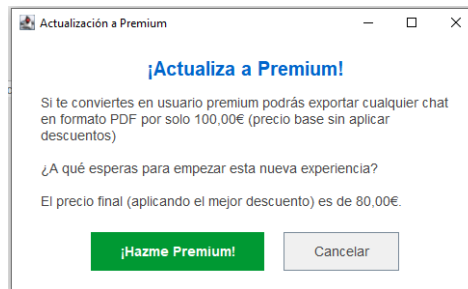 Actualización a Premium
¡Actualiza a Premium!
Si te conviertes en usuario premium podrás exportar cualquier chat
en formato PDF por solo 100,00€ (precio base sin aplicar
descuentos)
¿A qué esperas para empezar esta nueva experiencia?
El precio final (aplicando el mejor descuento) es de 80,00€.
¡Hazme Premium!
Cancelar